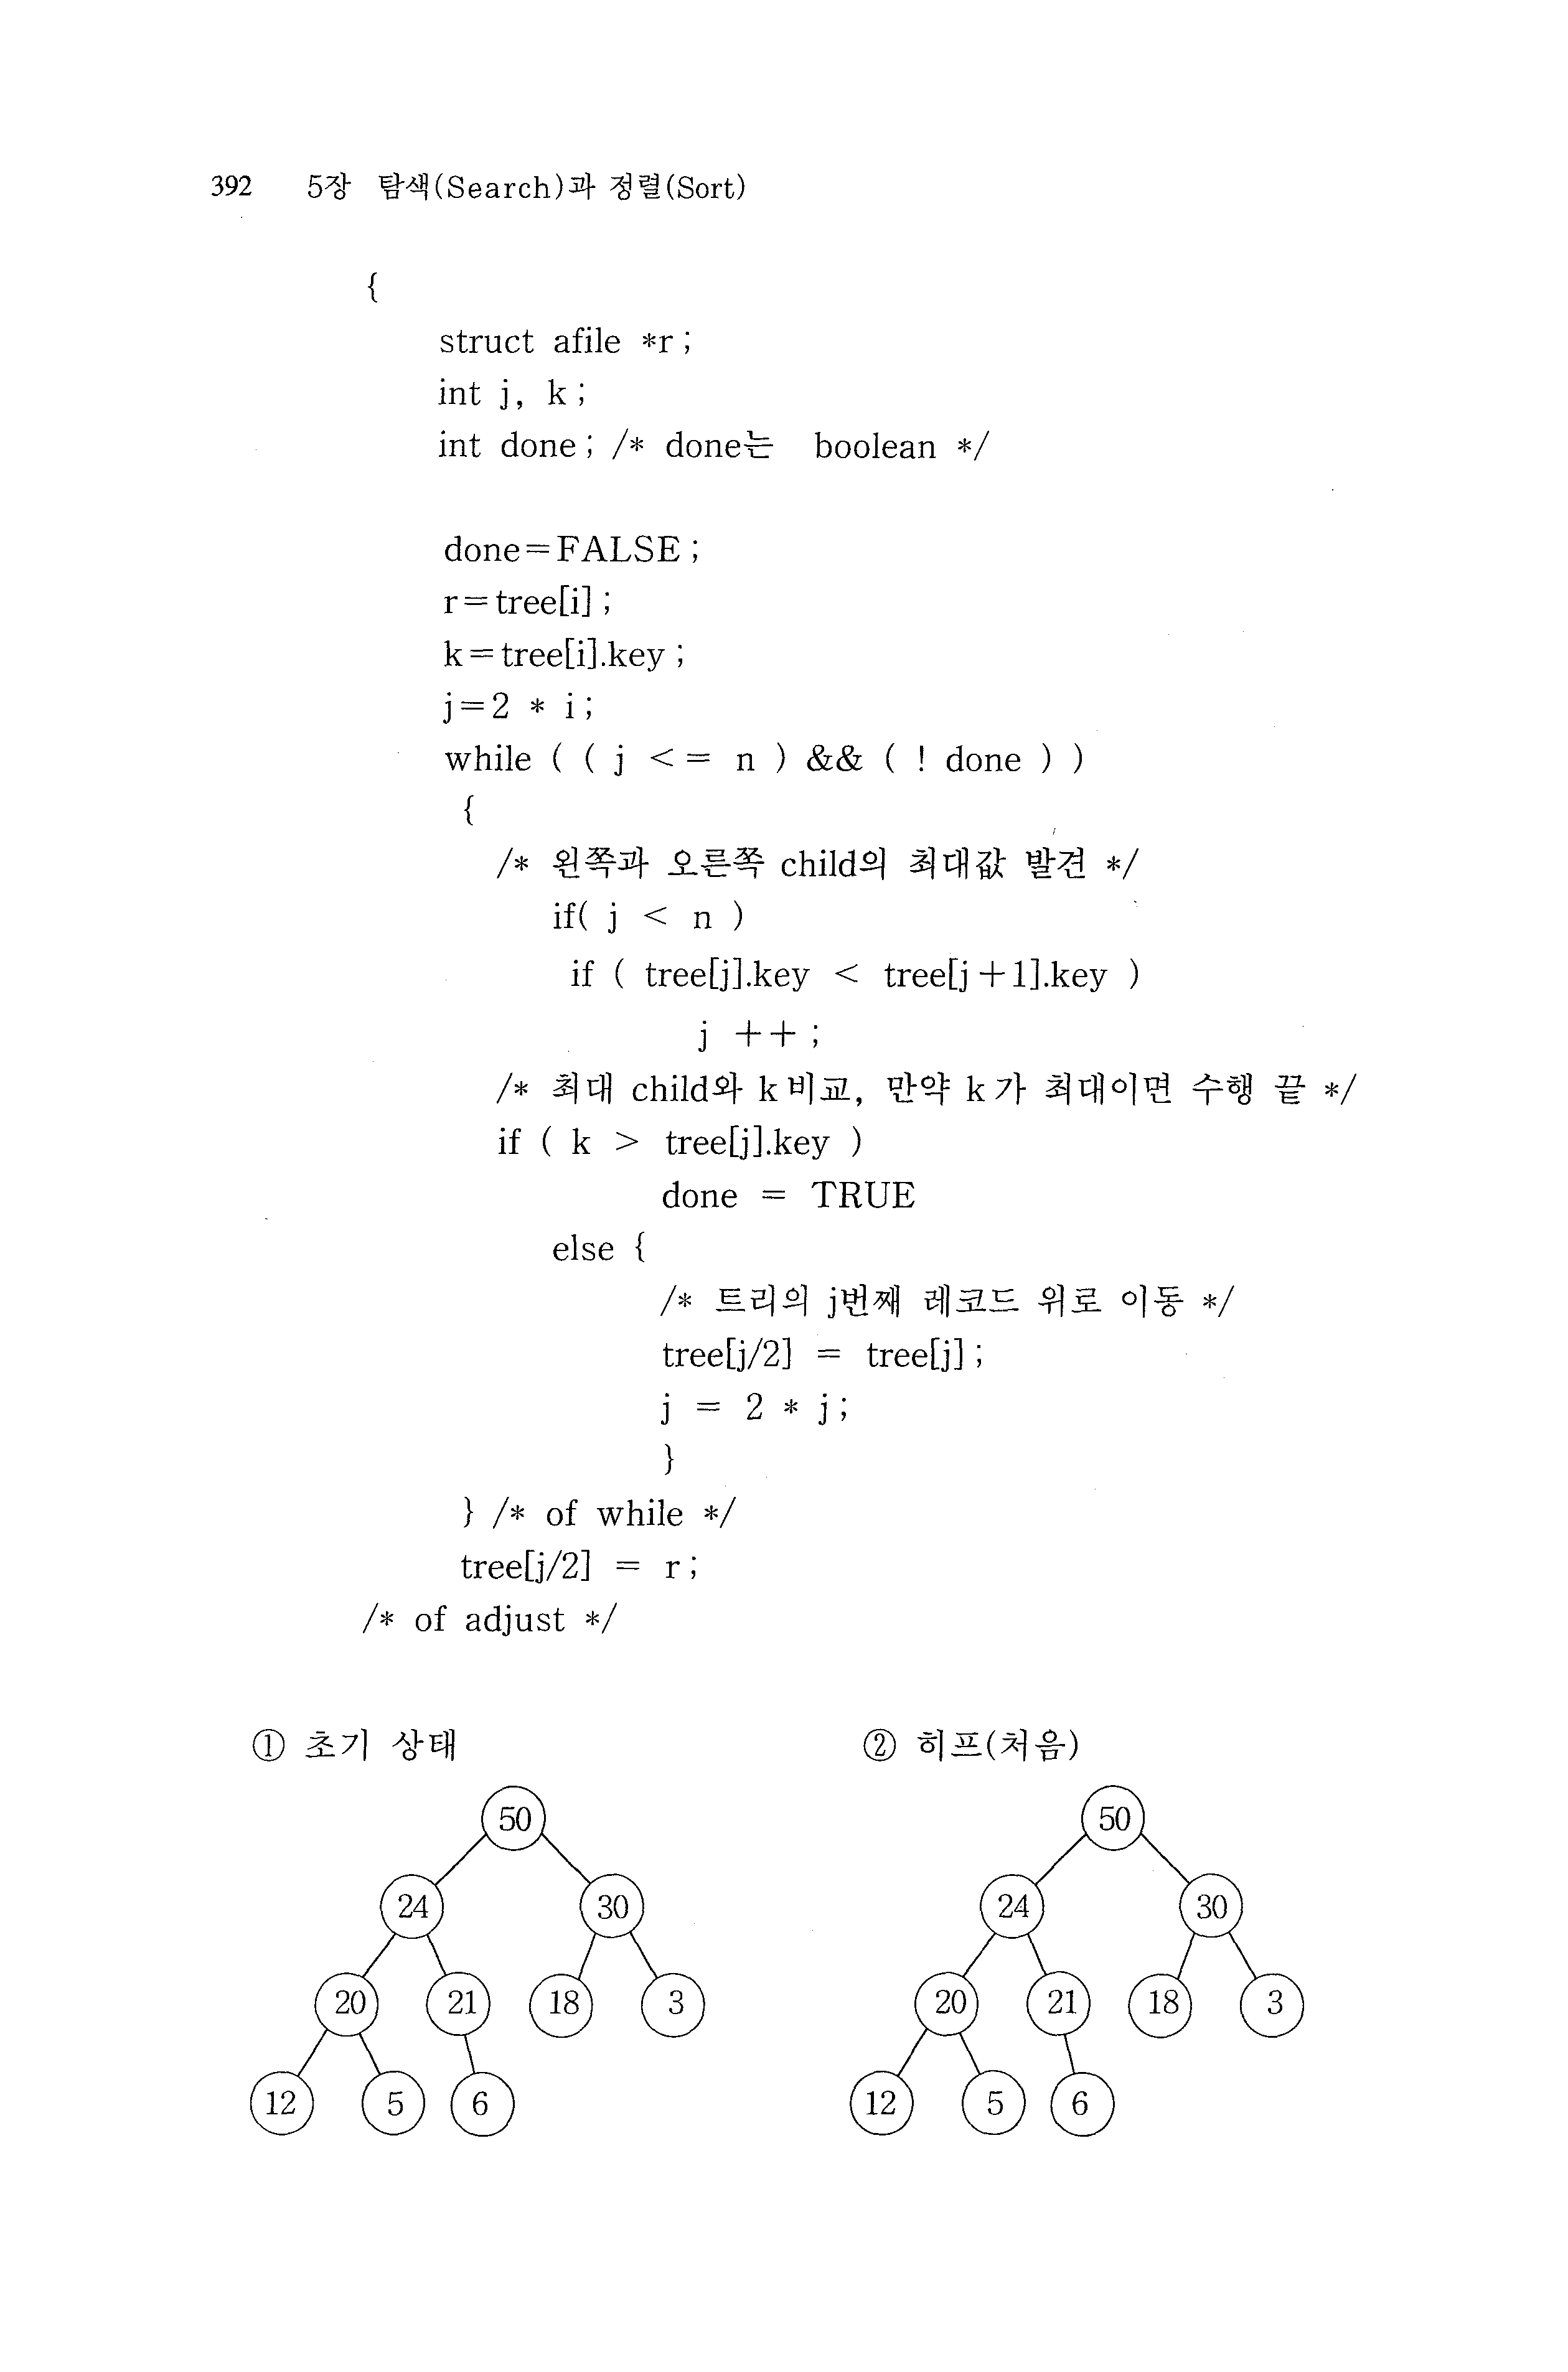 392 5장 탐색(Search)과 정렬(Sort)
{
struct afile *r;
int j, k;
int done; /* done는 boolean */
done=FALSE;
r=tree[i];
k=tree[i].key;
j=2 * i;
while ( ( j <= n ) && ( ! done ) )
{
/* 왼쪽과 오른쪽 child의 최대값 발견 */
if( j < n )
if ( tree[j].key < tree[j+1].key )
j ++;
/* 최대 child와 k비교, 만약 k가 최대이면 수행 끝 */
if ( k > tree[j].key )
done = TRUE
else {
/* 트리의 j번째 레코드 위로 이동 */
tree[j/2] = tree[j];
j = 2 * j;
}
} /* of while */
tree[j/2] = r;
/* of adjust */
① 초기 상태 ② 히프(처음)
50 50
24 30 24 30
20 21 18 3 20 21 18 3
12 5 6 12 5 6